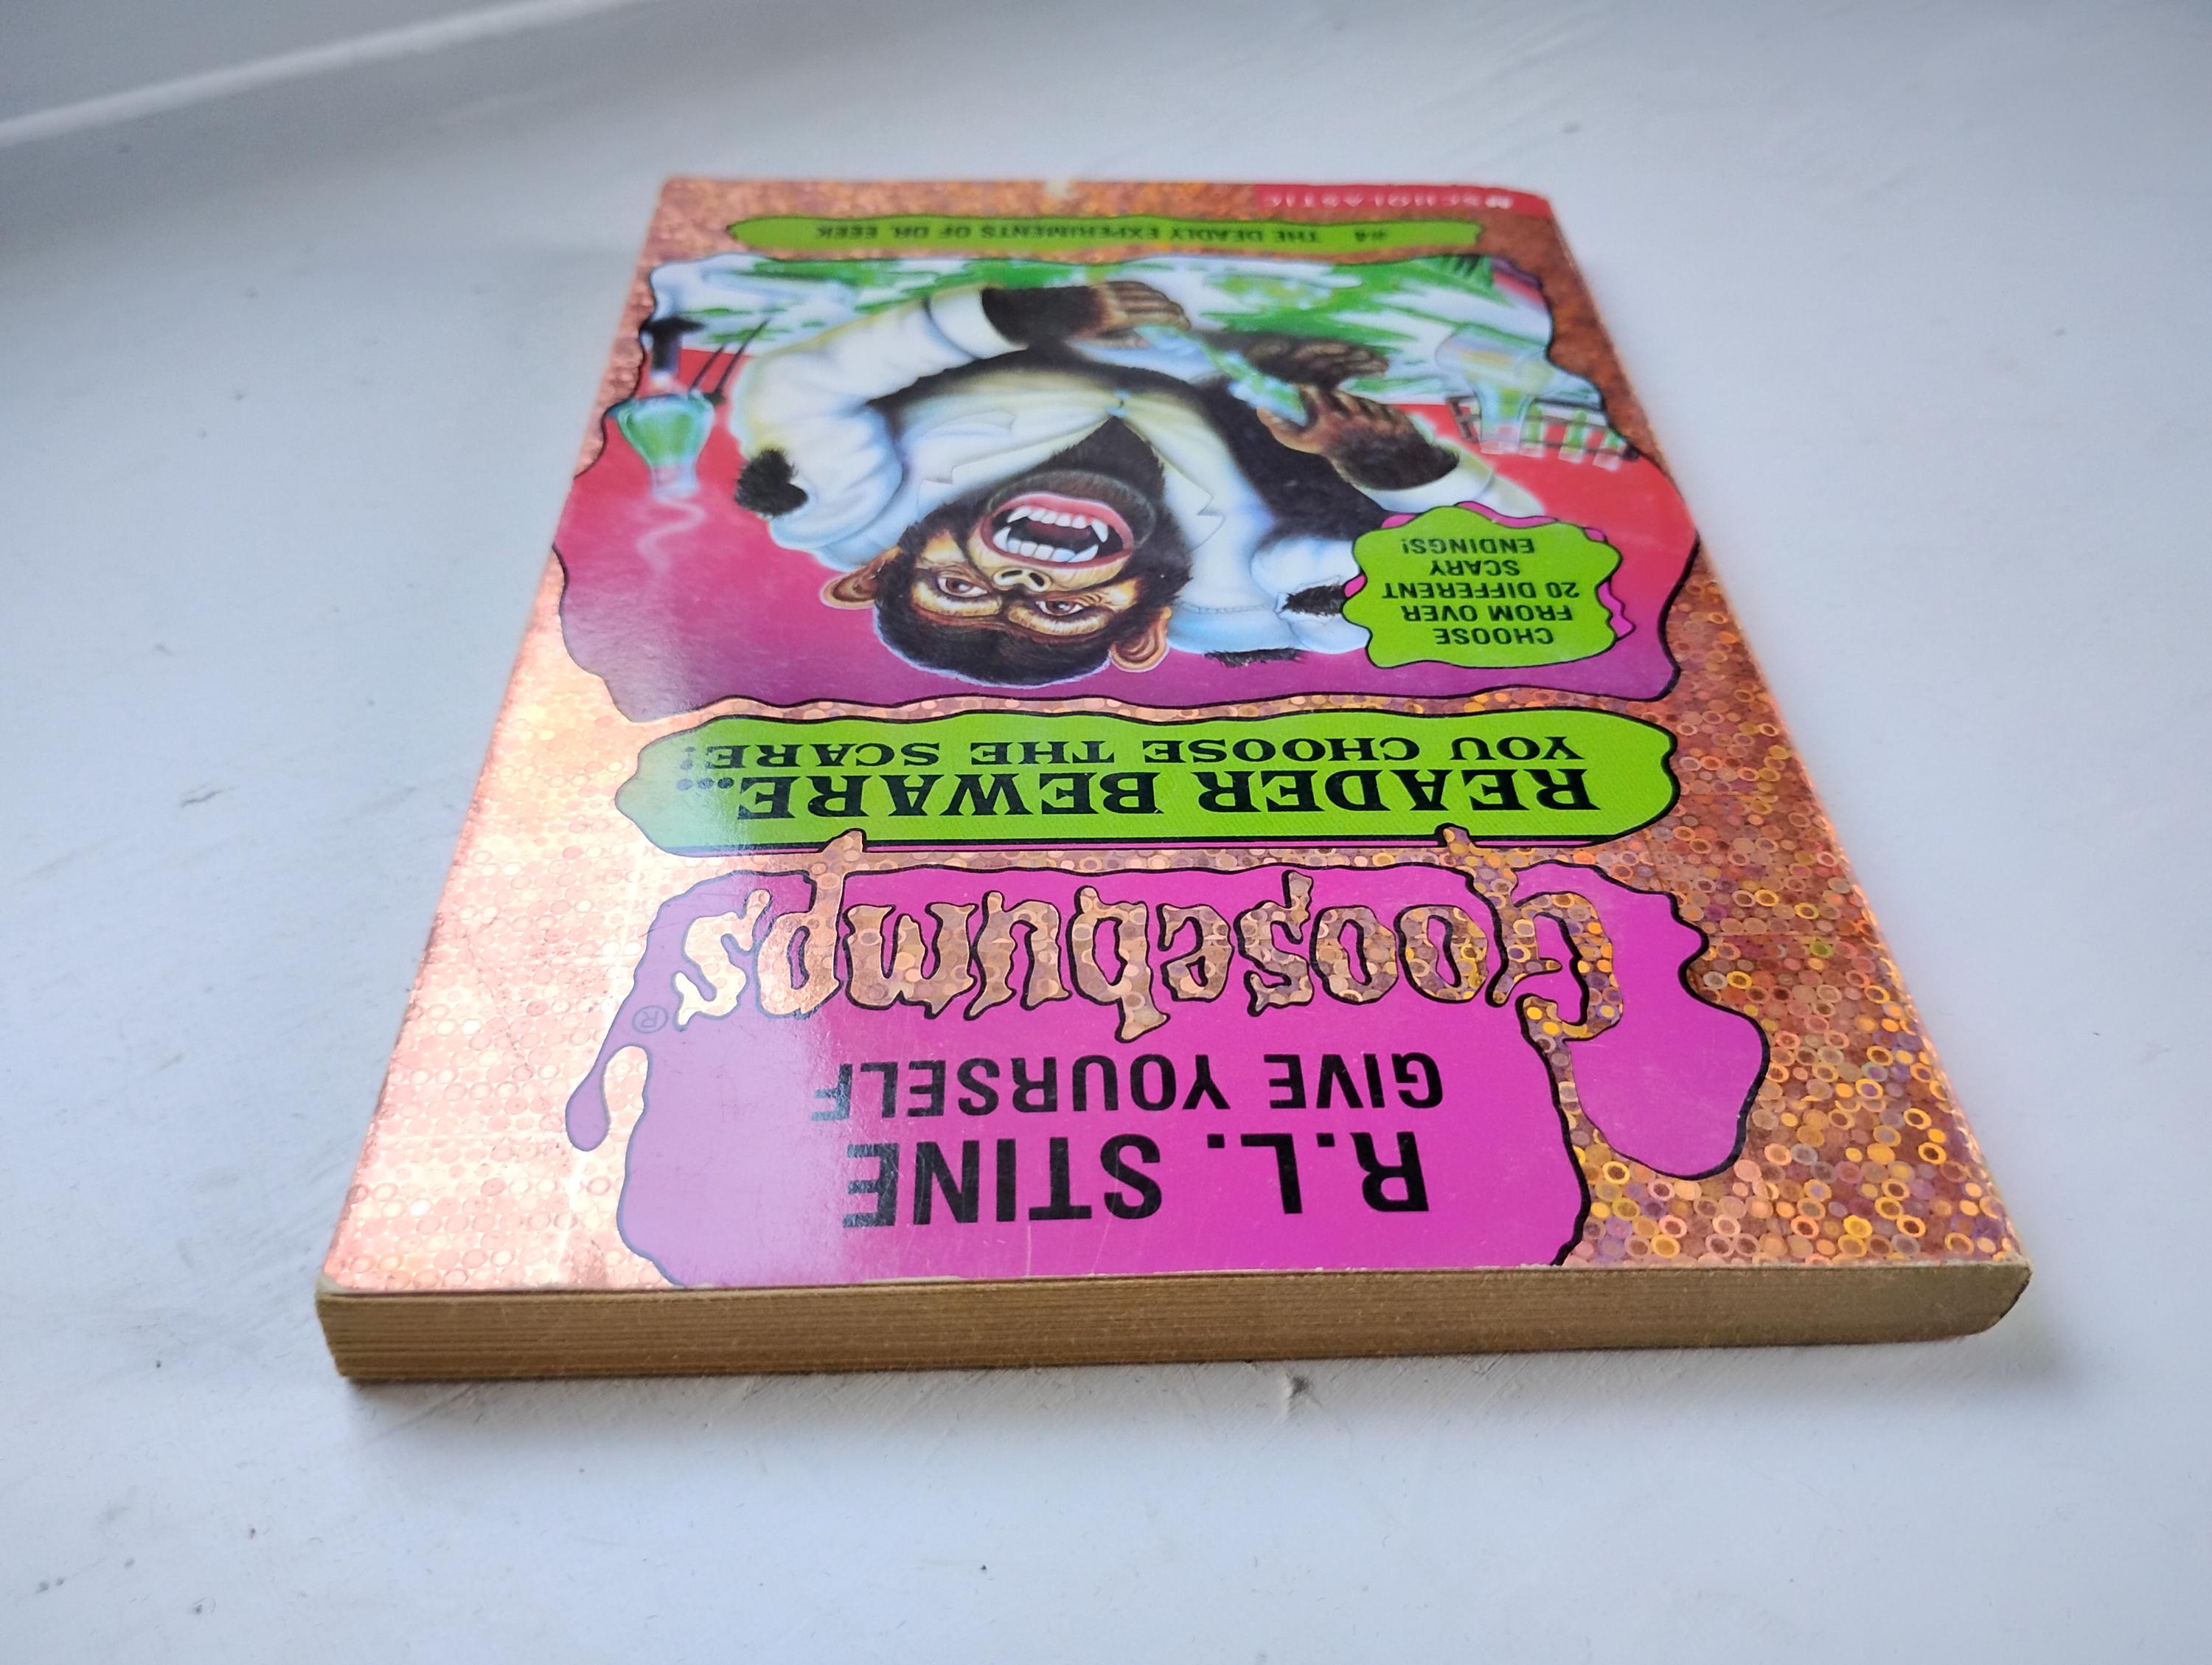 R.L. STINE
GIVE YOURSELF
Goosebumps®
READER BEWARE...
YOU CHOOSE THE SCARE!
CHOOSE
FROM OVER
20 DIFFERENT
SCARY
ENDINGS!
#4 THE DEADLY EXPERIMENTS OF DR. EEEK
SCHOLASTIC